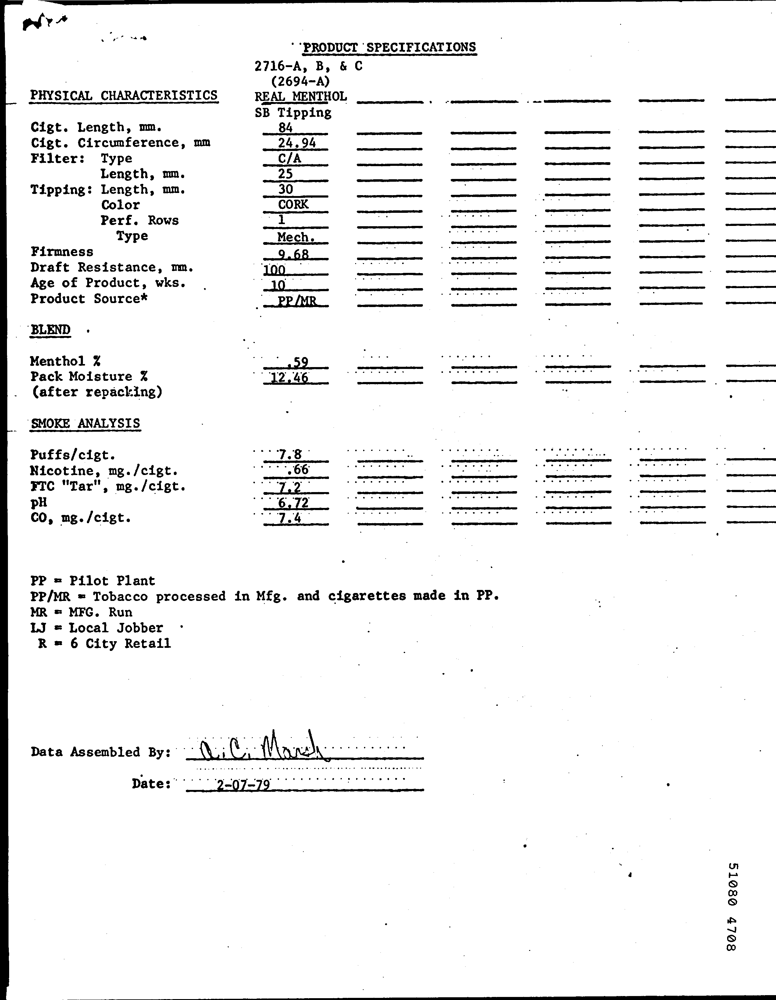 PRODUCT SPECIFICATIONS
2716-A, B, & C
(2694-A)
PHYSICAL CHARACTERISTICS REAL MENTHOL
SB Tipping
Cigt. Length, mm. 84
Cigt. Circumference, mm 24.94
Filter: Type C/A
Length, mm. 25
Tipping: Length, mm. 30
Color CORK
Perf. Rows 1
Type Mech.
Firmness 9.68
Draft Resistance, mm. 100
Age of Product, wks. 10
Product Source* PP/MR
BLEND
Menthol % .59
Pack Moisture % 12.46
(after repacking)
SMOKE ANALYSIS
Puffs/cigt. 7.8
Nicotine, mg./cigt. .66
FTC "Tar", mg./cigt. 7.2
pH 6.72
CO, mg./cigt. 7.4
PP = Pilot Plant
PP/MR = Tobacco processed in Mfg. and cigarettes made in PP.
MR = MFG. Run
LJ = Local Jobber
R = 6 City Retail
Data Assembled By: A. C. Marsh
Date: 2-07-79
51080 4708